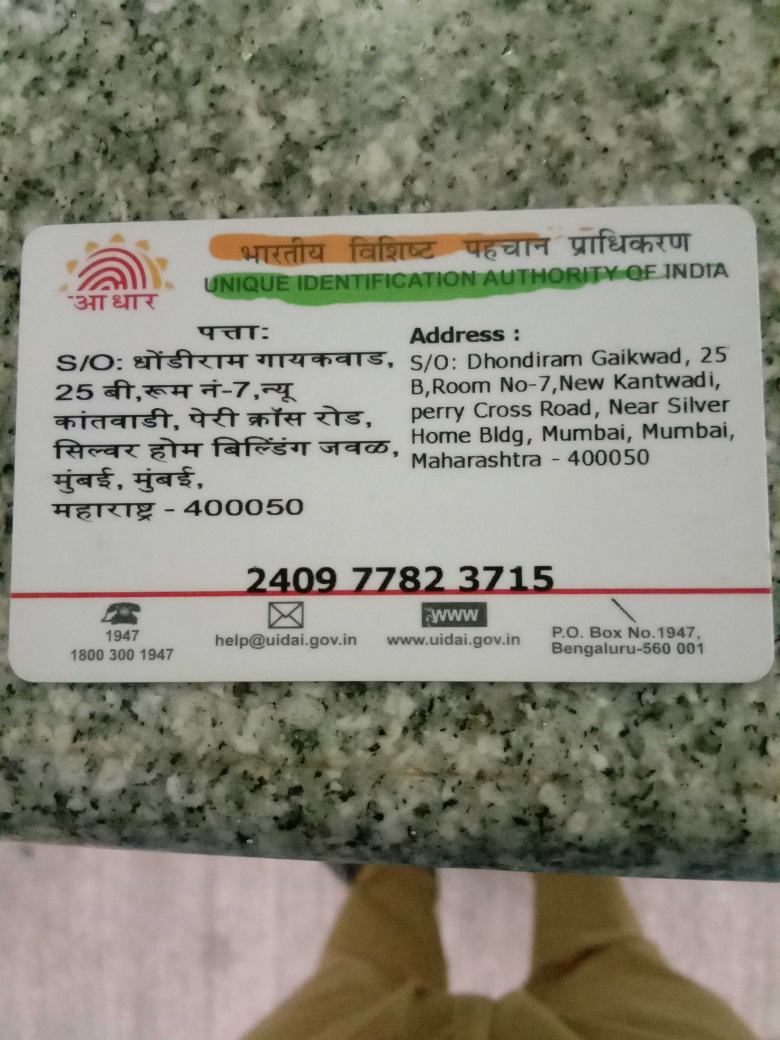 भारतीय विशिष्ट पहचान प्राधिकरण
UNIQUE IDENTIFICATION AUTHORITY OF INDIA
आधार
पत्ता:
S/O: धोंडीराम गायकवाड,
25 बी,रूम नं-7,न्यू
कांतवाडी, पेरी क्रॉस रोड,
सिल्वर होम बिल्डिंग जवळ,
मुंबई, मुंबई,
महाराष्ट्र - 400050
Address :
S/O: Dhondiram Gaikwad, 25
B,Room No-7,New Kantwadi,
perry Cross Road, Near Silver
Home Bldg, Mumbai, Mumbai,
Maharashtra - 400050
2409 7782 3715
1947
1800 300 1947
help@uidai.gov.in
www
www.uidai.gov.in
P.O. Box No.1947,
Bengaluru-560 001